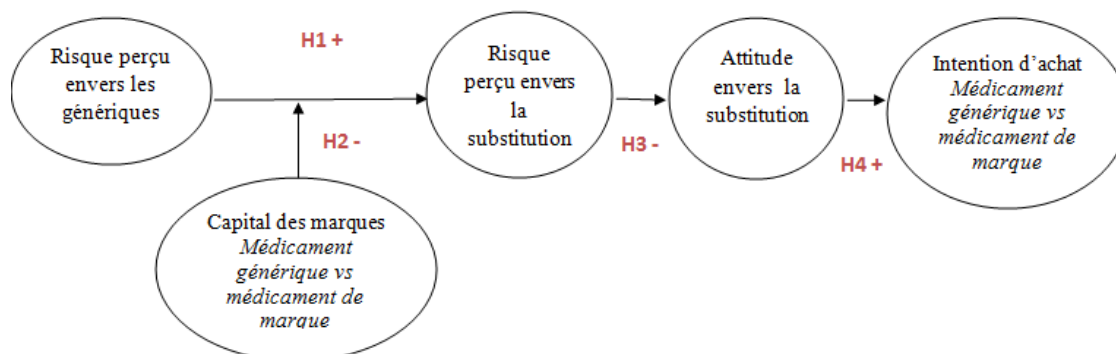 H1 +
Risque perçu
envers les
génériques
Risque
perçu envers
la
substitution
Attitude
envers la
substitution
Intention d'achat
Médicament
générique vs
médicament de
marque
H2 -
H3 -
H4 +
Capital des marques
Médicament
générique vs
médicament de
marque